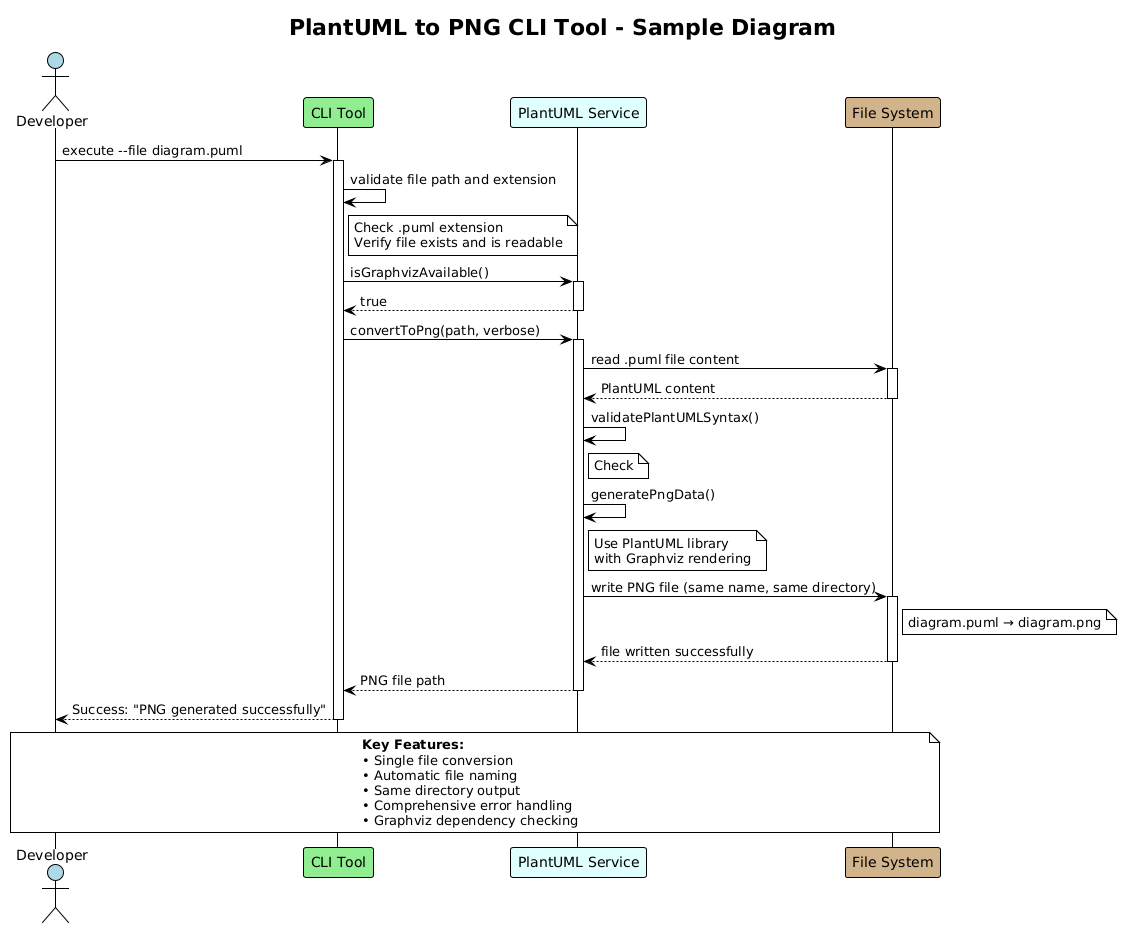 PlantUML to PNG CLI Tool - Sample Diagram
Developer
CLI Tool
PlantUML Service
File System
execute --file diagram.puml
validate file path and extension
Check .puml extension
Verify file exists and is readable
isGraphvizAvailable()
true
convertToPng(path, verbose)
read .puml file content
PlantUML content
validatePlantUMLSyntax()
Check
generatePngData()
Use PlantUML library
with Graphviz rendering
write PNG file (same name, same directory)
diagram.puml → diagram.png
file written successfully
PNG file path
Success: "PNG generated successfully"
Key Features:
• Single file conversion
• Automatic file naming
• Same directory output
• Comprehensive error handling
• Graphviz dependency checking
Developer
CLI Tool
PlantUML Service
File System